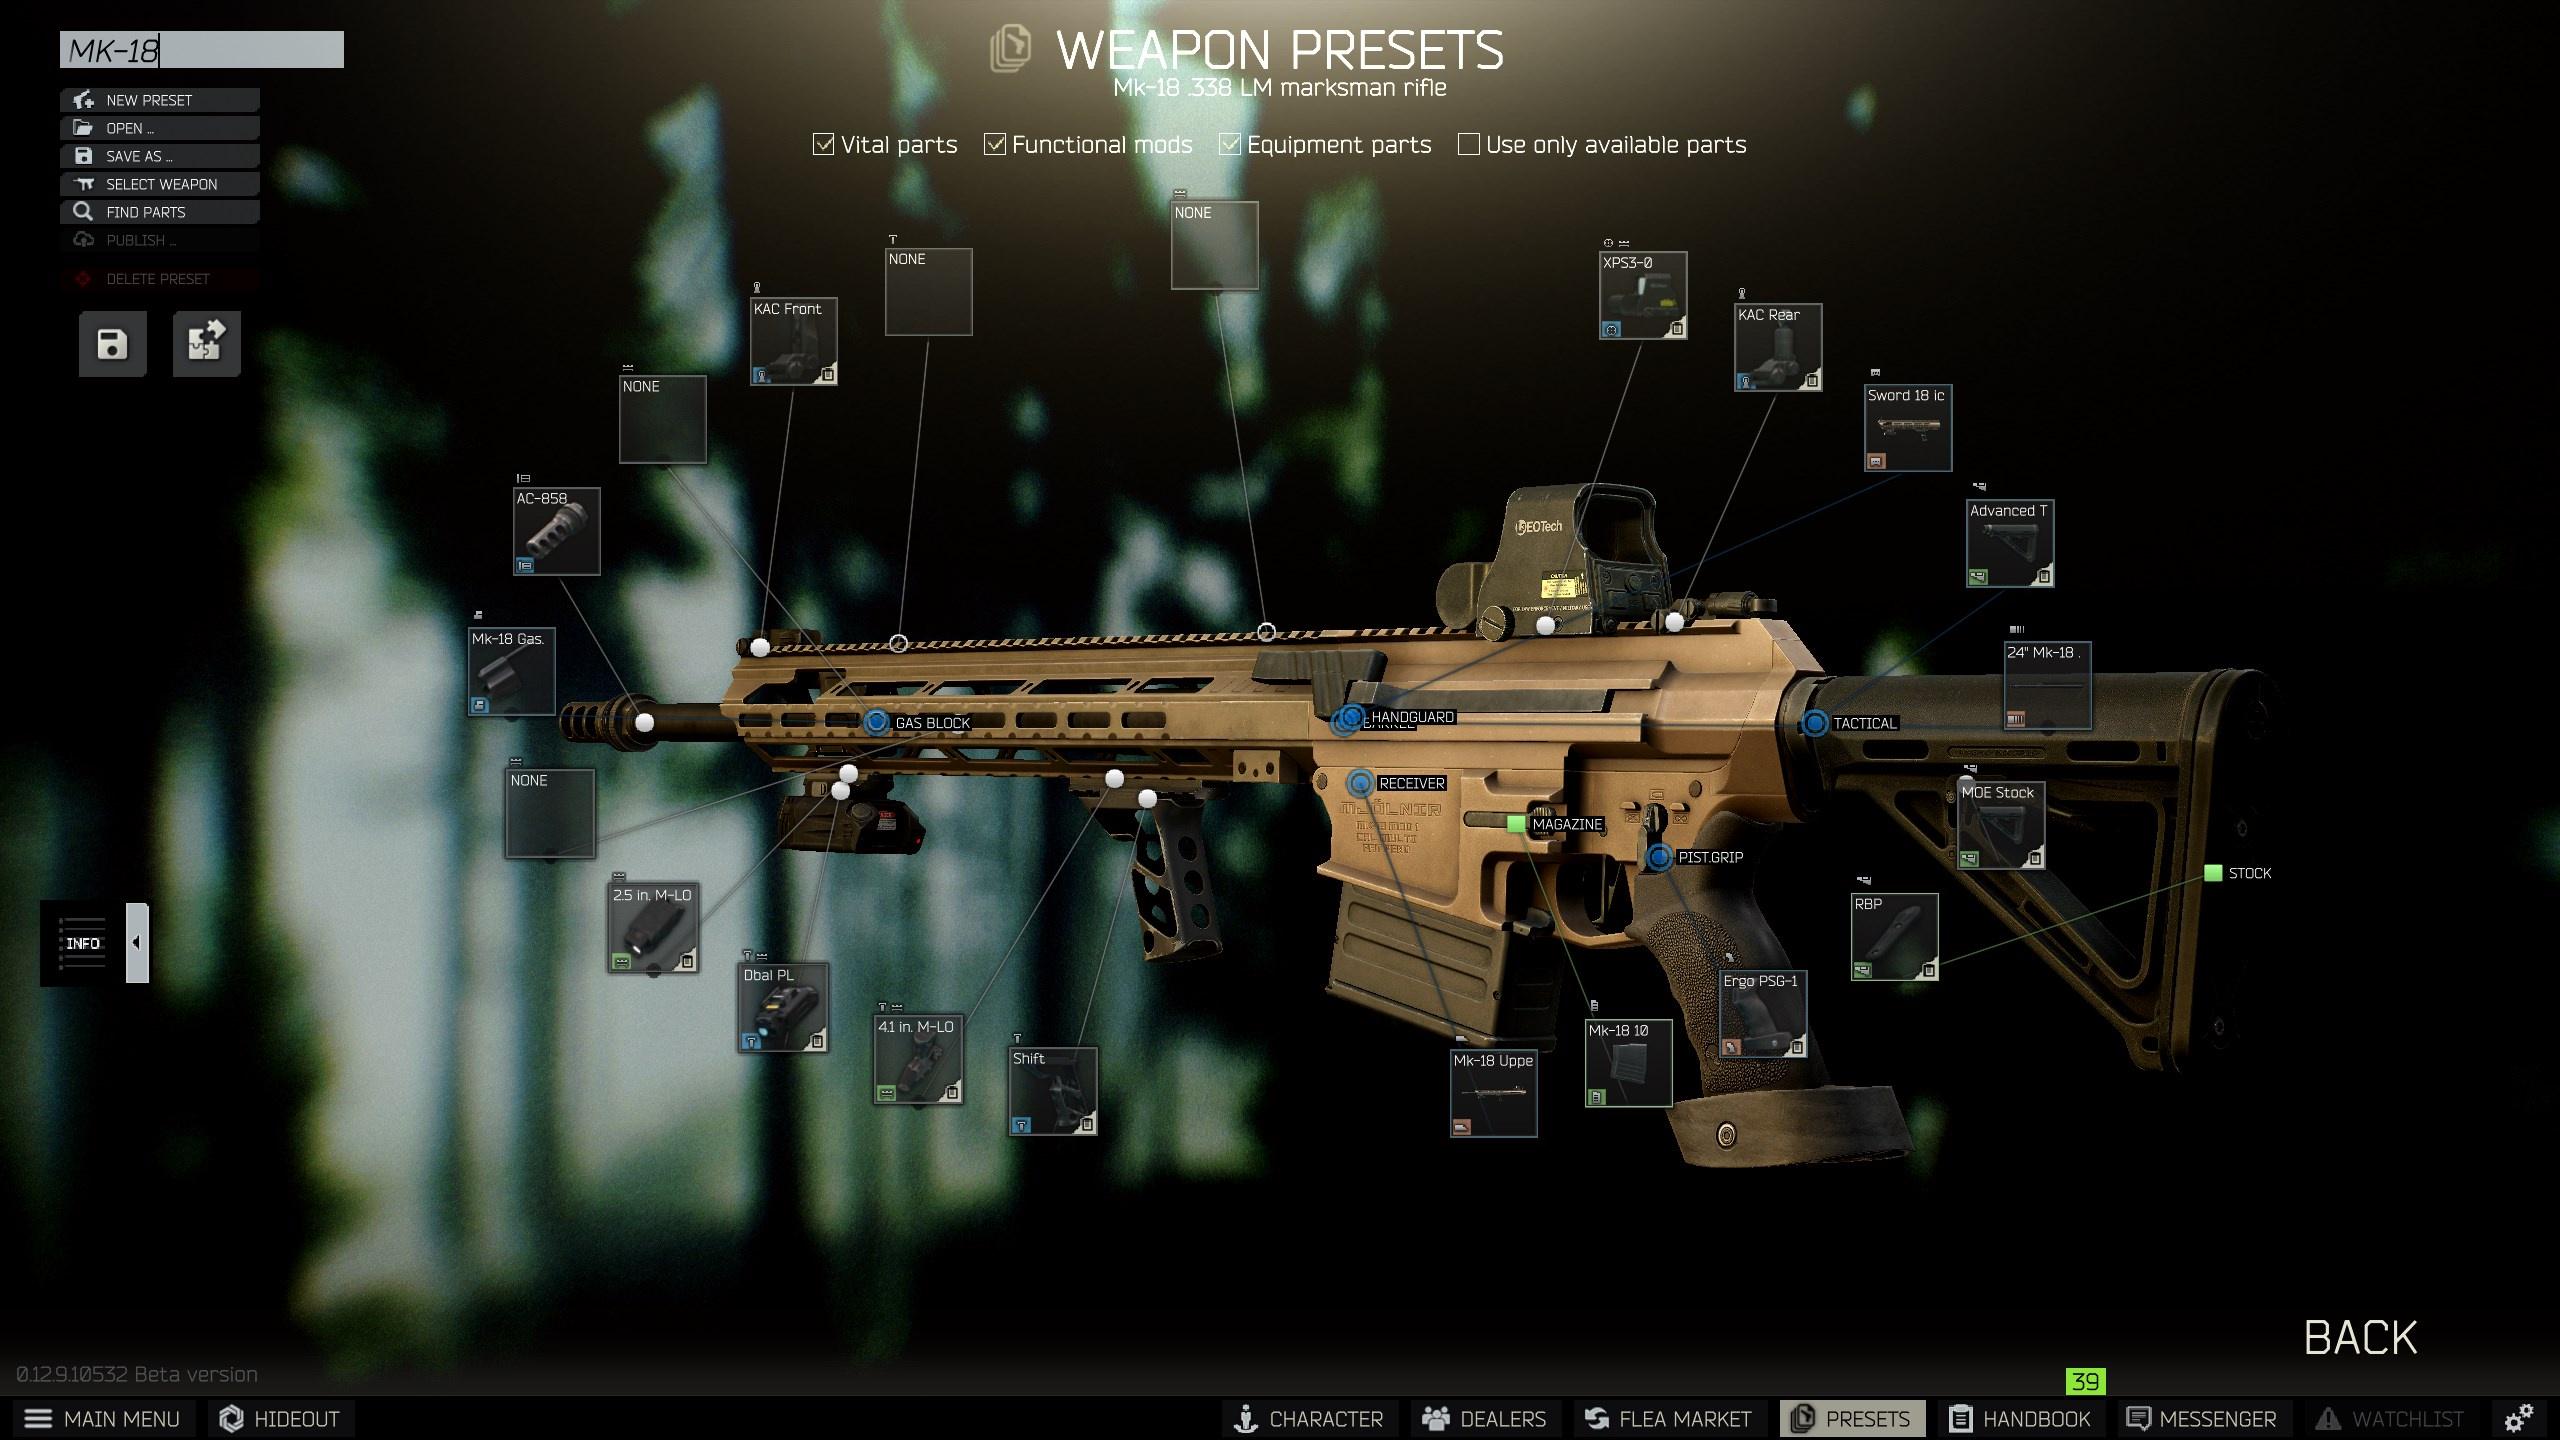 MK-18
WEAPON PRESETS
Mk-18 .338 LM marksman rifle
NEW PRESET
OPEN ...
SAVE AS ...
SELECT WEAPON
FIND PARTS
PUBLISH ...
DELETE PRESET
Vital parts
Functional mods
Equipment parts
Use only available parts
NONE
NONE
XPS3-0
KAC Front
KAC Rear
NONE
Sword 18 ic
AC-858
Advanced T
EOTech
Mk-18 Gas.
24" Mk-18 .
GAS BLOCK
HANDGUARD
TACTICAL
NONE
RECEIVER
MJÖLNIR
MAGAZINE
MOE Stock
PIST.GRIP
STOCK
2.5 in. M-LO
RBP
INFO
Dbal PL
Ergo PSG-1
4.1 in. M-LO
Mk-18 10
Shift
Mk-18 Uppe
BACK
0.12.9.10532 Beta version
39
MAIN MENU
HIDEOUT
CHARACTER
DEALERS
FLEA MARKET
PRESETS
HANDBOOK
MESSENGER
WATCHLIST